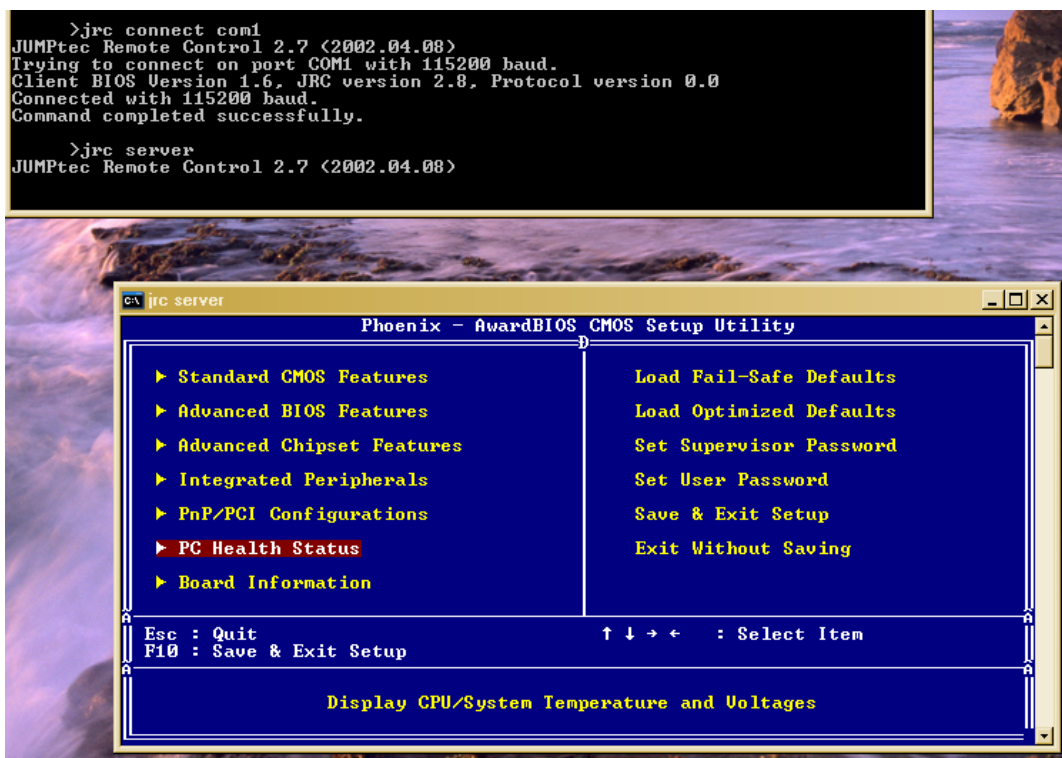 >jrc connect com1
JUMPtec Remote Control 2.7 (2002.04.08)
Trying to connect on port COM1 with 115200 baud.
Client BIOS Version 1.6, JRC version 2.8, Protocol version 0.0
Connected with 115200 baud.
Command completed successfully.
>jrc server
JUMPtec Remote Control 2.7 (2002.04.08)
C:\ jrc server
Phoenix - AwardBIOS CMOS Setup Utility
Standard CMOS Features
Advanced BIOS Features
Advanced Chipset Features
Integrated Peripherals
PnP/PCI Configurations
PC Health Status
Board Information
Load Fail-Safe Defaults
Load Optimized Defaults
Set Supervisor Password
Set User Password
Save & Exit Setup
Exit Without Saving
Esc : Quit
F10 : Save & Exit Setup
↑ ↓ → ← : Select Item
Display CPU/System Temperature and Voltages